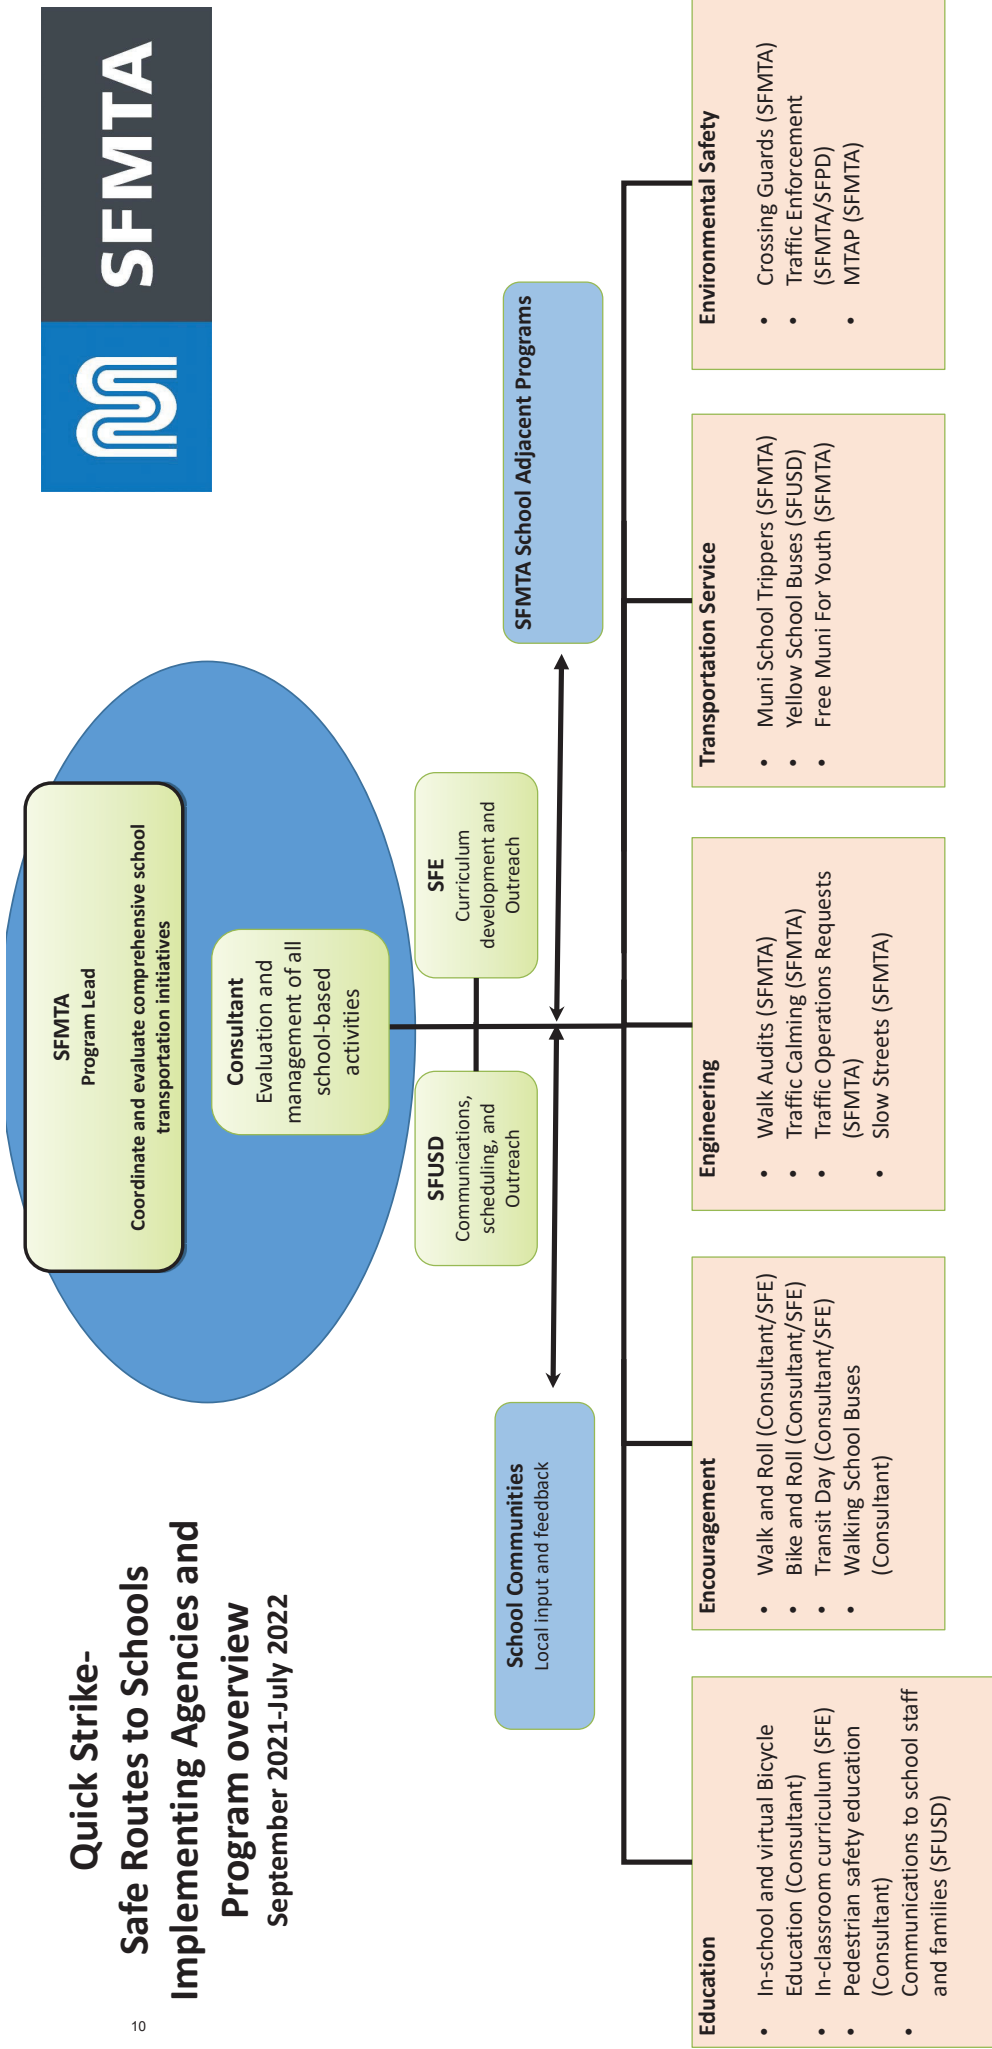 Quick Strike-
Safe Routes to Schools
Implementing Agencies and
Program overview
September 2021-July 2022
SFMTA
SFMTA
Program Lead
Coordinate and evaluate comprehensive school
transportation initiatives
Consultant
Evaluation and
management of all
school-based
activities
SFUSD
Communications,
scheduling, and
Outreach
SFE
Curriculum
development and
Outreach
School Communities
Local input and feedback
SFMTA School Adjacent Programs
Education
• In-school and virtual Bicycle
Education (Consultant)
• In-classroom curriculum (SFE)
• Pedestrian safety education
(Consultant)
• Communications to school staff
and families (SFUSD)
Encouragement
• Walk and Roll (Consultant/SFE)
• Bike and Roll (Consultant/SFE)
• Transit Day (Consultant/SFE)
• Walking School Buses
(Consultant)
Engineering
• Walk Audits (SFMTA)
• Traffic Calming (SFMTA)
• Traffic Operations Requests
(SFMTA)
• Slow Streets (SFMTA)
Transportation Service
• Muni School Trippers (SFMTA)
• Yellow School Buses (SFUSD)
• Free Muni For Youth (SFMTA)
Environmental Safety
• Crossing Guards (SFMTA)
• Traffic Enforcement
(SFMTA/SFPD)
• MTAP (SFMTA)
10